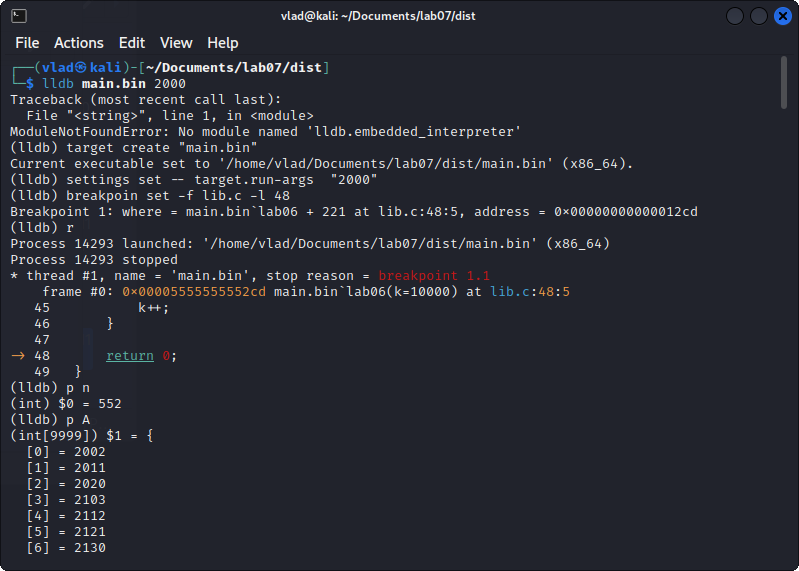 vlad@kali: ~/Documents/lab07/dist
File Actions Edit View Help
┌──(vlad㉿kali)-[~/Documents/lab07/dist]
└─$ lldb main.bin 2000
Traceback (most recent call last):
  File "<string>", line 1, in <module>
ModuleNotFoundError: No module named 'lldb.embedded_interpreter'
(lldb) target create "main.bin"
Current executable set to '/home/vlad/Documents/lab07/dist/main.bin' (x86_64).
(lldb) settings set -- target.run-args  "2000"
(lldb) breakpoin set -f lib.c -l 48
Breakpoint 1: where = main.bin`lab06 + 221 at lib.c:48:5, address = 0x00000000000012cd
(lldb) r
Process 14293 launched: '/home/vlad/Documents/lab07/dist/main.bin' (x86_64)
Process 14293 stopped
* thread #1, name = 'main.bin', stop reason = breakpoint 1.1
    frame #0: 0x00005555555552cd main.bin`lab06(k=10000) at lib.c:48:5
   45           k++;
   46       }
   47
-> 48       return 0;
   49   }
(lldb) p n
(int) $0 = 552
(lldb) p A
(int[9999]) $1 = {
  [0] = 2002
  [1] = 2011
  [2] = 2020
  [3] = 2103
  [4] = 2112
  [5] = 2121
  [6] = 2130